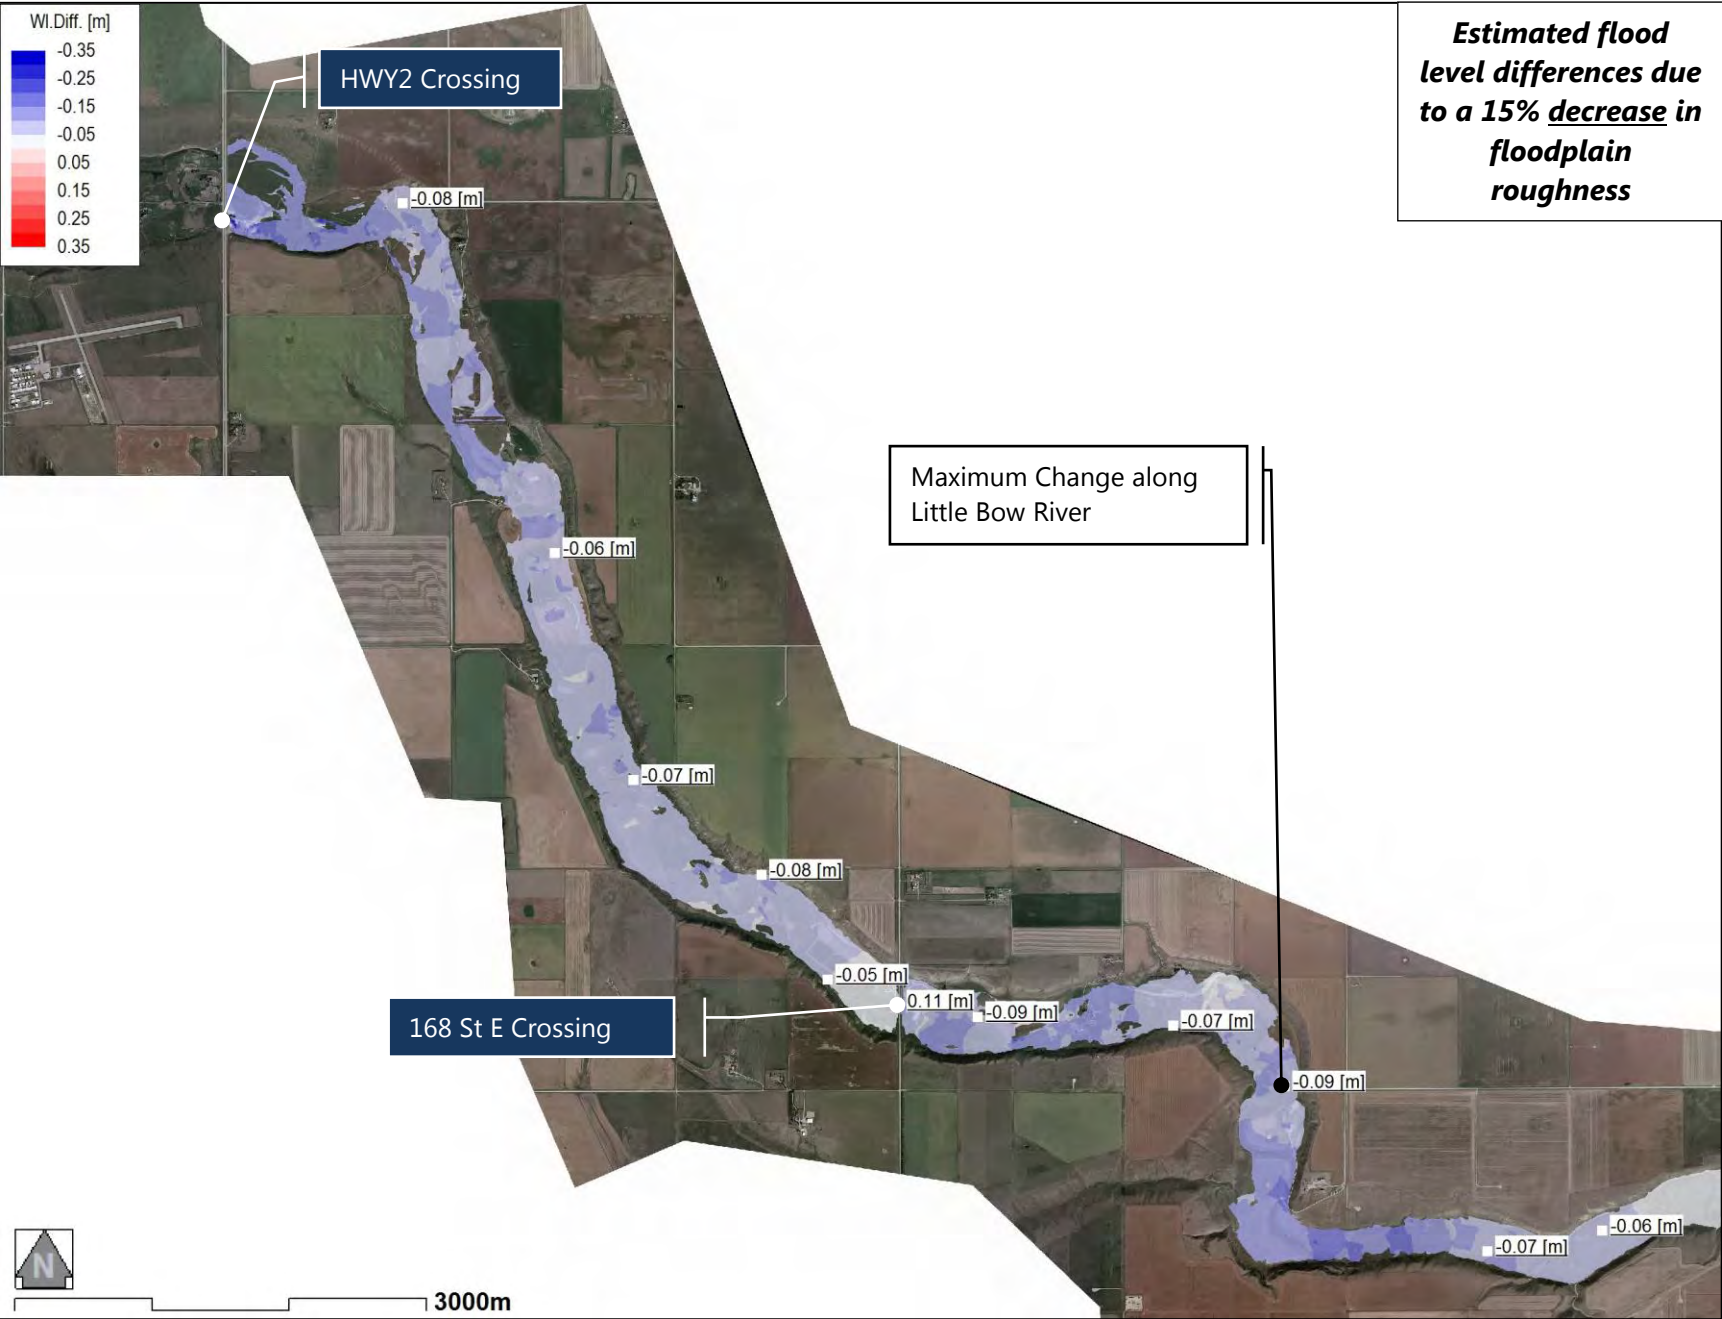 Wl.Diff. [m]
-0.35
-0.25
-0.15
-0.05
0.05
0.15
0.25
0.35
HWY2 Crossing
Estimated flood
level differences due
to a 15% decrease in
floodplain
roughness
-0.08 [m]
Maximum Change along
Little Bow River
-0.06 [m]
-0.07 [m]
-0.08 [m]
-0.05 [m]
0.11 [m]
-0.09 [m]
-0.07 [m]
168 St E Crossing
-0.09 [m]
-0.06 [m]
-0.07 [m]
N
3000m